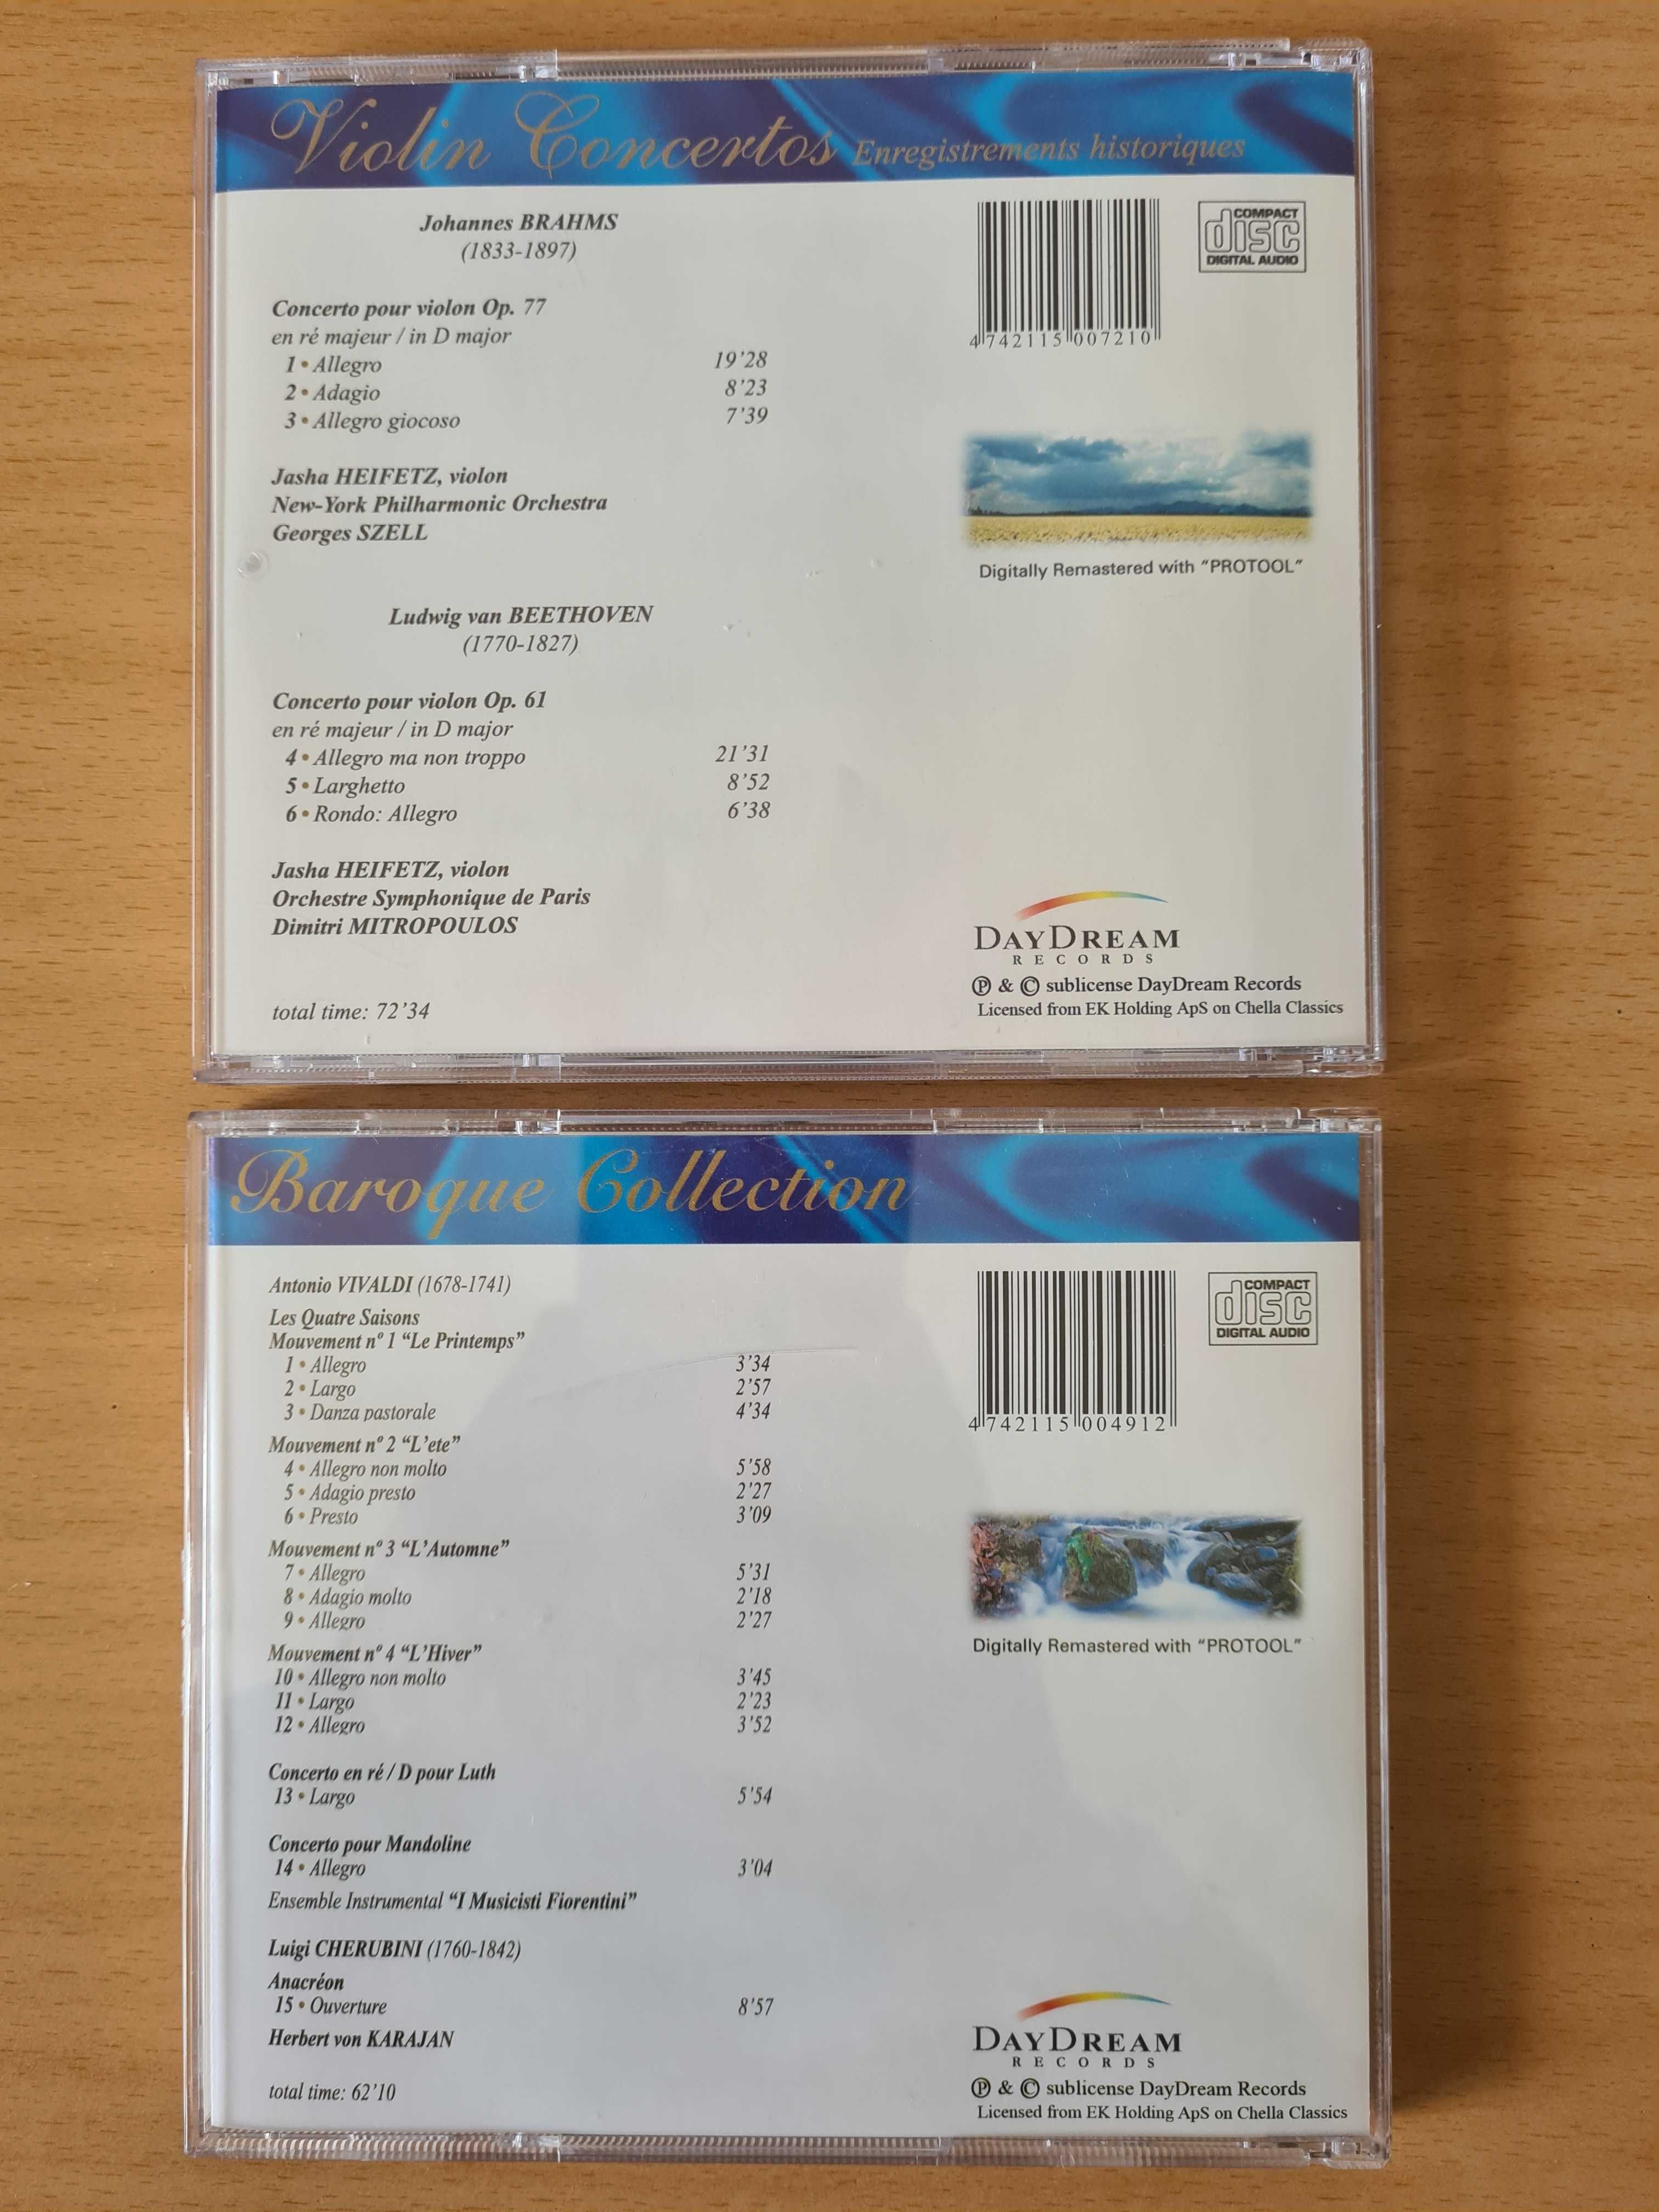 Violin Concertos Enregistrements historiques
Johannes BRAHMS
(1833-1897)
Concerto pour violon Op. 77
en ré majeur / in D major
1 • Allegro 19'28
2 • Adagio 8'23
3 • Allegro giocoso 7'39
Jasha HEIFETZ, violon
New-York Philharmonic Orchestra
Georges SZELL
Ludwig van BEETHOVEN
(1770-1827)
Concerto pour violon Op. 61
en ré majeur / in D major
4 • Allegro ma non troppo 21'31
5 • Larghetto 8'52
6 • Rondo: Allegro 6'38
Jasha HEIFETZ, violon
Orchestre Symphonique de Paris
Dimitri MITROPOULOS
total time: 72'34
4 742115 007210
COMPACT
disc
DIGITAL AUDIO
Digitally Remastered with "PROTOOL"
DAYDREAM
RECORDS
Ⓟ & © sublicense DayDream Records
Licensed from EK Holding ApS on Chella Classics
Baroque Collection
Antonio VIVALDI (1678-1741)
Les Quatre Saisons
Mouvement n° 1 “Le Printemps”
1 • Allegro 3'34
2 • Largo 2'57
3 • Danza pastorale 4'34
Mouvement n° 2 “L'ete”
4 • Allegro non molto 5'58
5 • Adagio presto 2'27
6 • Presto 3'09
Mouvement n° 3 “L'Automne”
7 • Allegro 5'31
8 • Adagio molto 2'18
9 • Allegro 2'27
Mouvement n° 4 “L'Hiver”
10 • Allegro non molto 3'45
11 • Largo 2'23
12 • Allegro 3'52
Concerto en ré / D pour Luth
13 • Largo 5'54
Concerto pour Mandoline
14 • Allegro 3'04
Ensemble Instrumental “I Musicisti Fiorentini”
Luigi CHERUBINI (1760-1842)
Anacréon
15 • Ouverture 8'57
Herbert von KARAJAN
total time: 62'10
4 742115 004912
COMPACT
disc
DIGITAL AUDIO
Digitally Remastered with “PROTOOL”
DAYDREAM
RECORDS
Ⓟ & © sublicense DayDream Records
Licensed from EK Holding ApS on Chella Classics